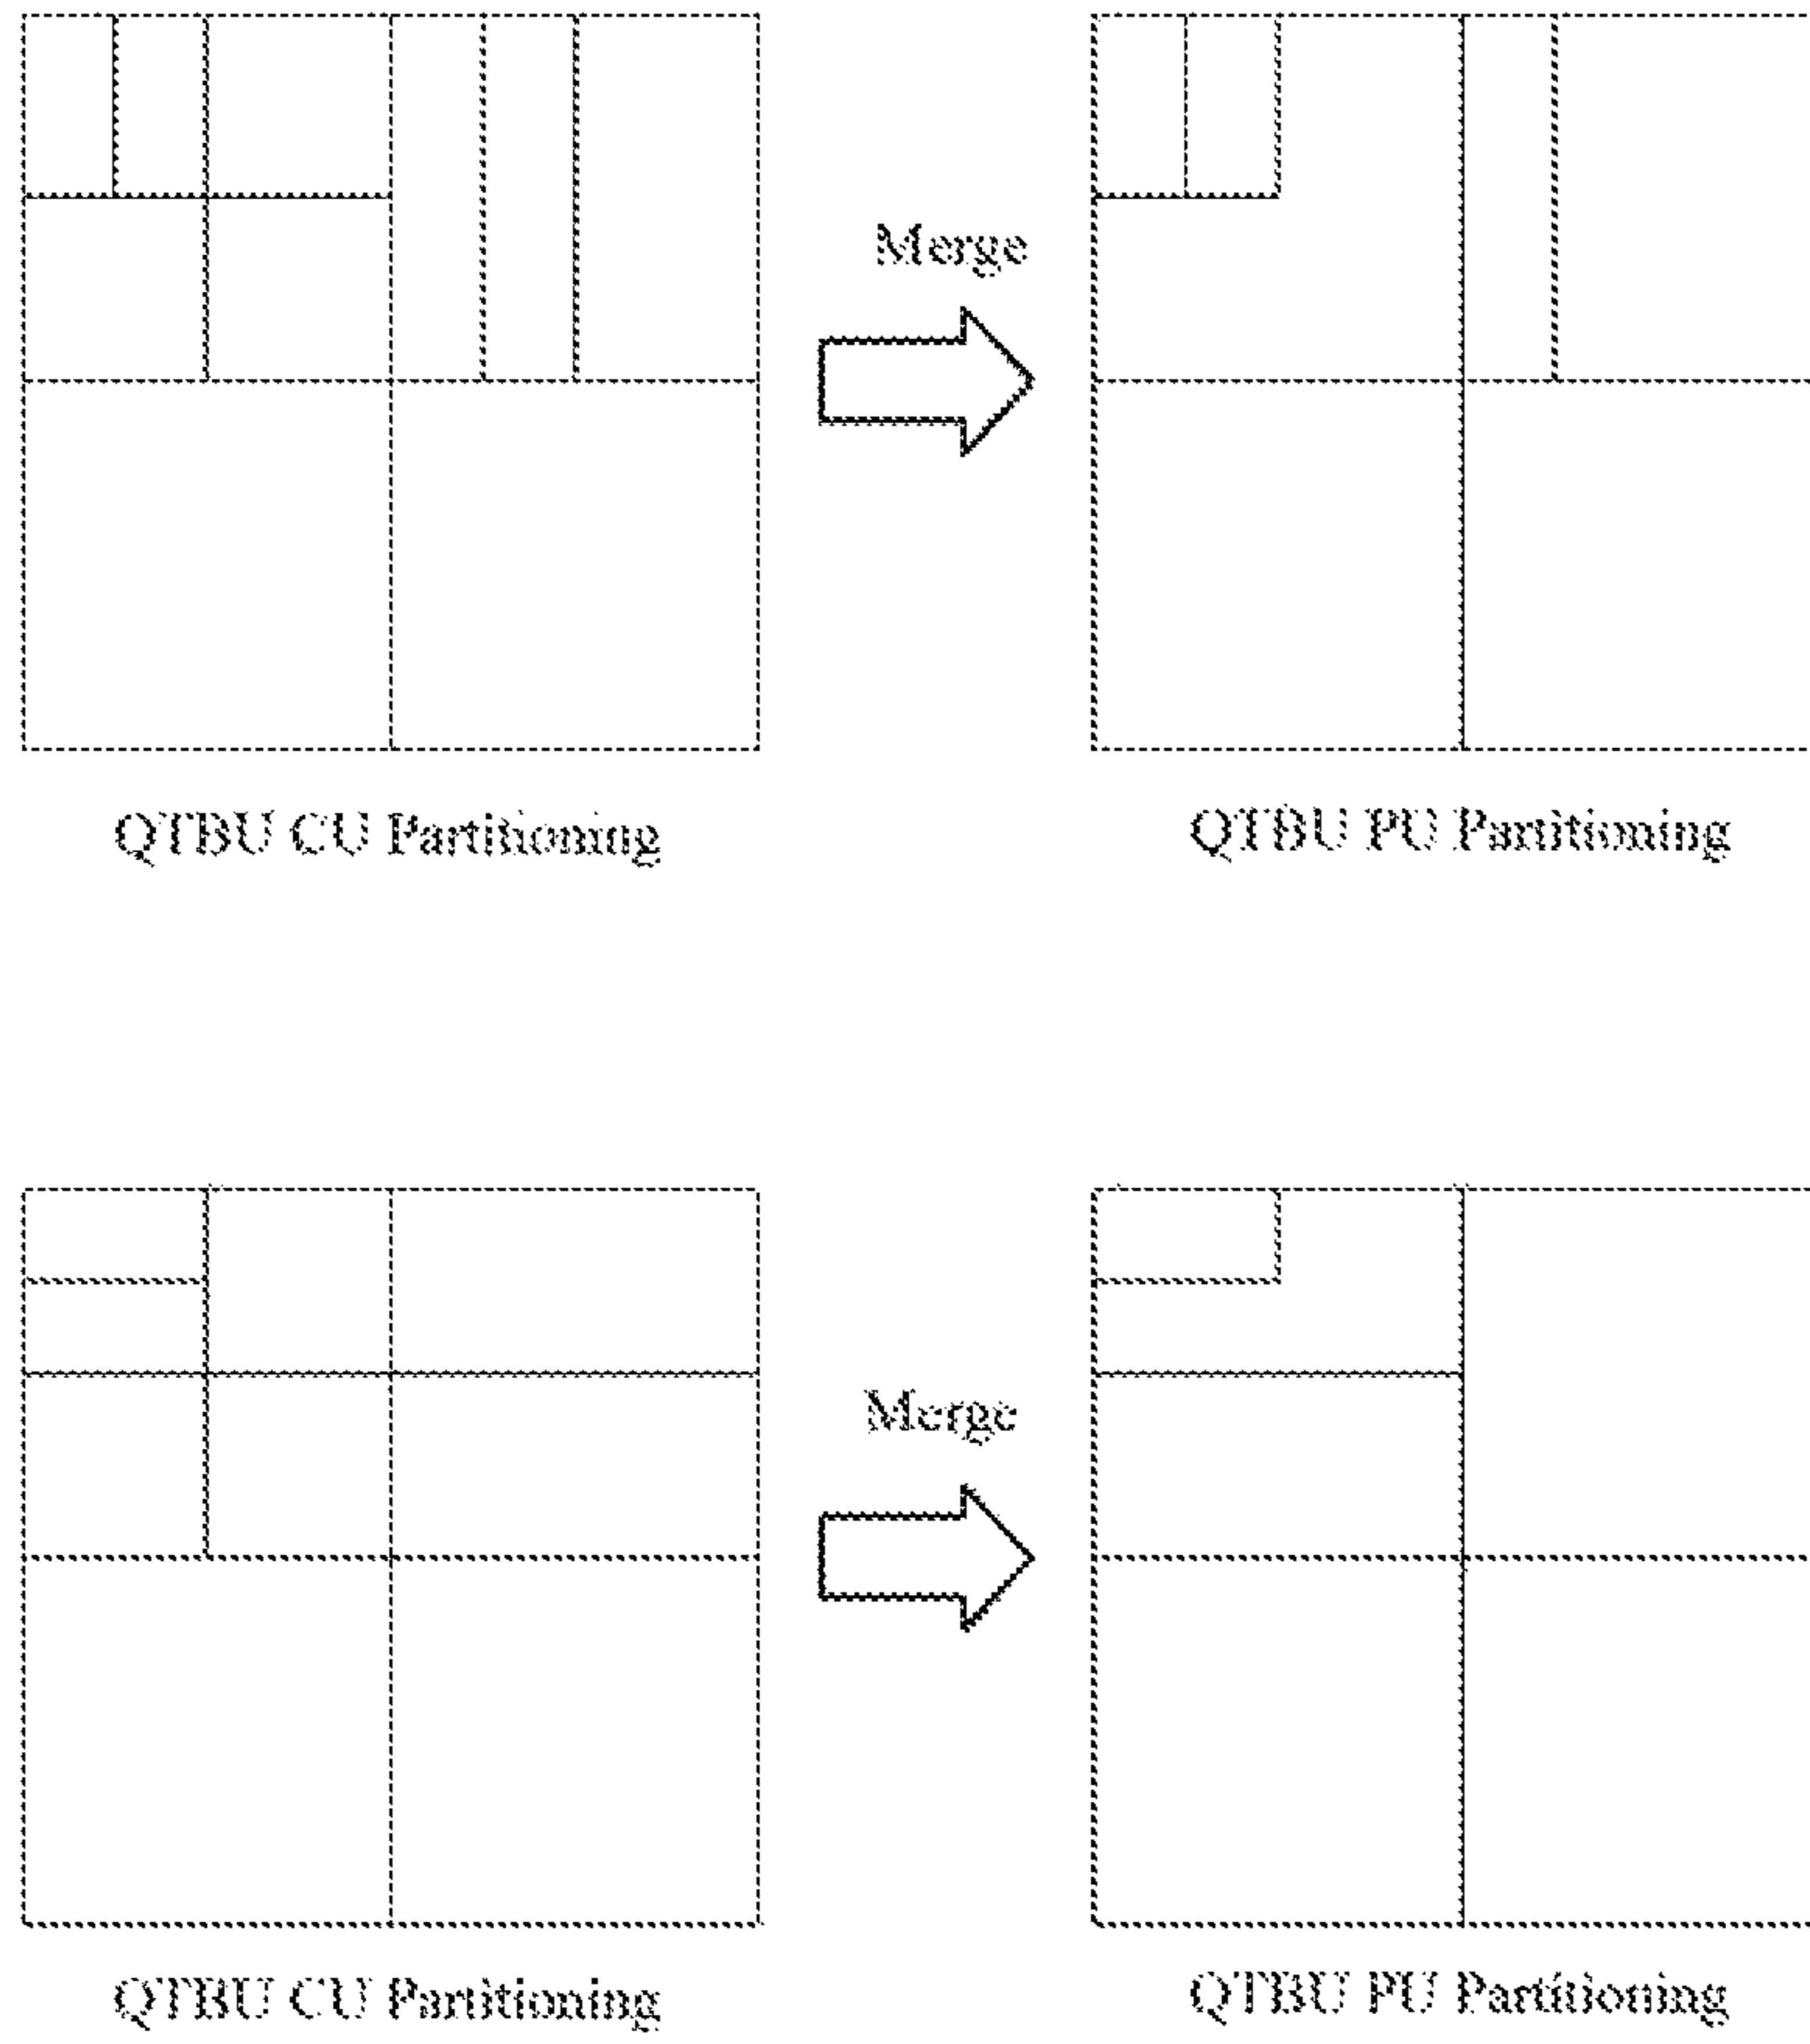 Merge
QTBU CU Partitioning
QTBU PU Partitioning
Merge
QTBU CU Partitioning
QTBU PU Partitioning